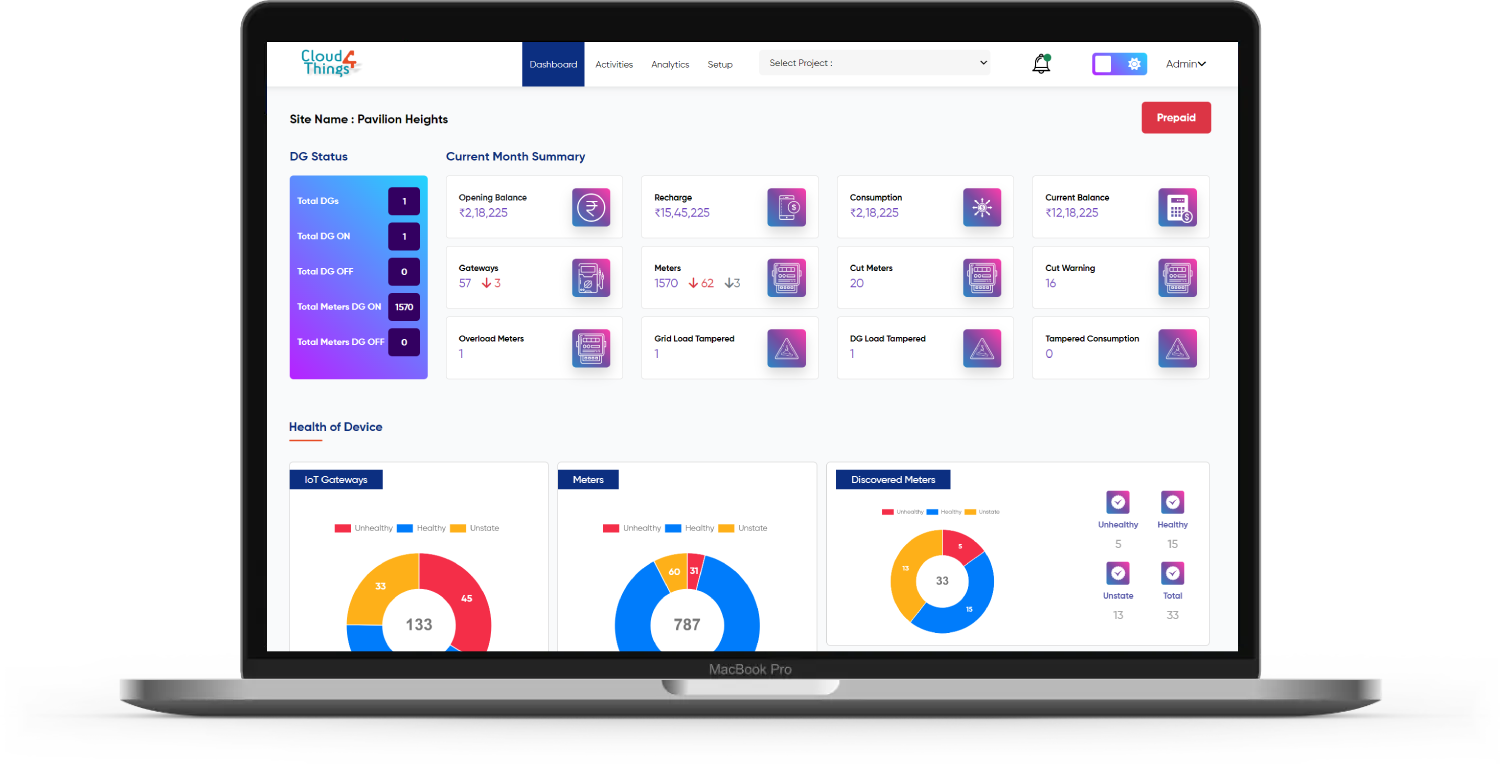 Cloud 4
Things
Dashboard Activities Analytics Setup Select Project : Admin
Site Name : Pavilion Heights
Prepaid
DG Status
Current Month Summary
Total DGs 1
Total DG ON 1
Total DG OFF 0
Total Meters DG ON 1570
Total Meters DG OFF 0
Opening Balance
₹2,18,225
Recharge
₹15,45,225
Consumption
₹2,18,225
Current Balance
₹12,18,225
Gateways
57 3
Meters
1570 62 3
Cut Meters
20
Cut Warning
16
Overload Meters
1
Grid Load Tampered
1
DG Load Tampered
1
Tampered Consumption
0
Health of Device
IoT Gateways
Unhealthy Healthy Unstate
33
45
133
Meters
Unhealthy Healthy Unstate
60 31
787
Discovered Meters
Unhealthy Healthy Unstate
5
13
33
15
Unhealthy Healthy
5 15
Unstate Total
13 33
MacBook Pro